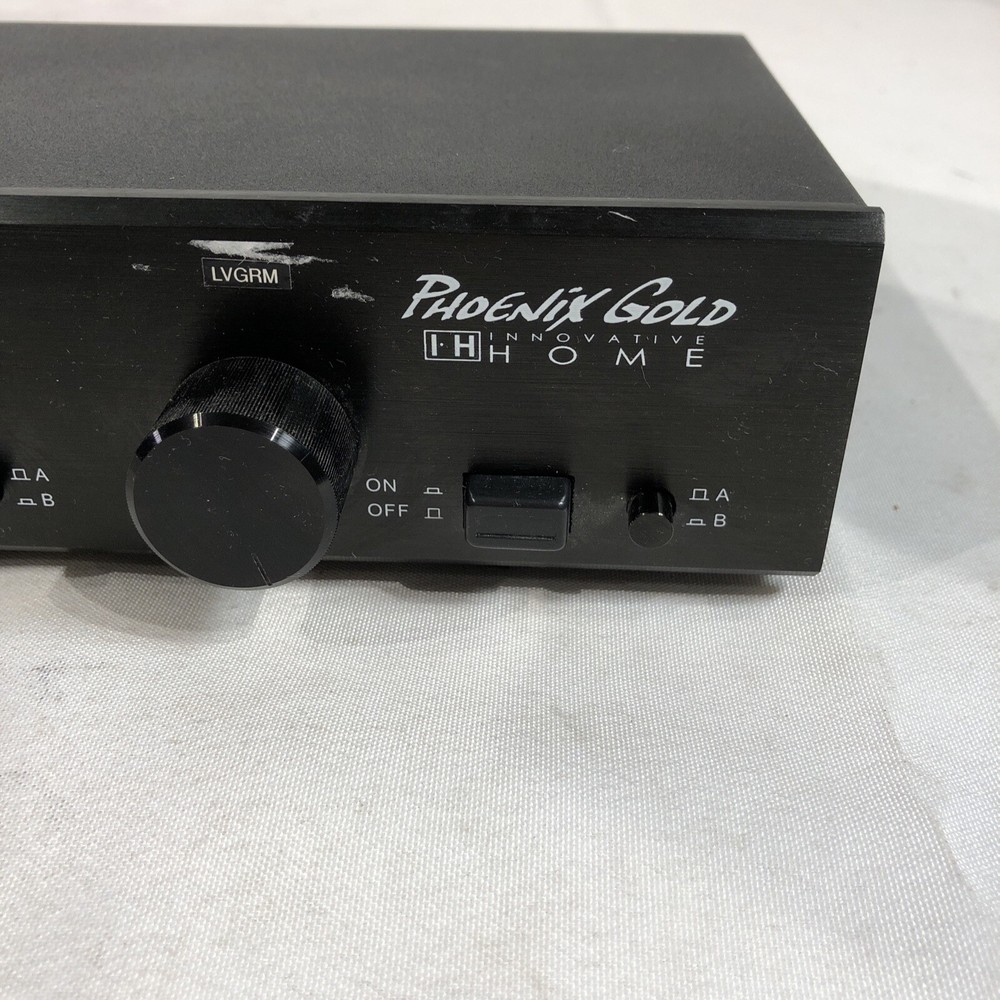 LVGRM
PHOENIX GOLD
I·H INNOVATIVE
HOME
A
B
ON
OFF
A
B